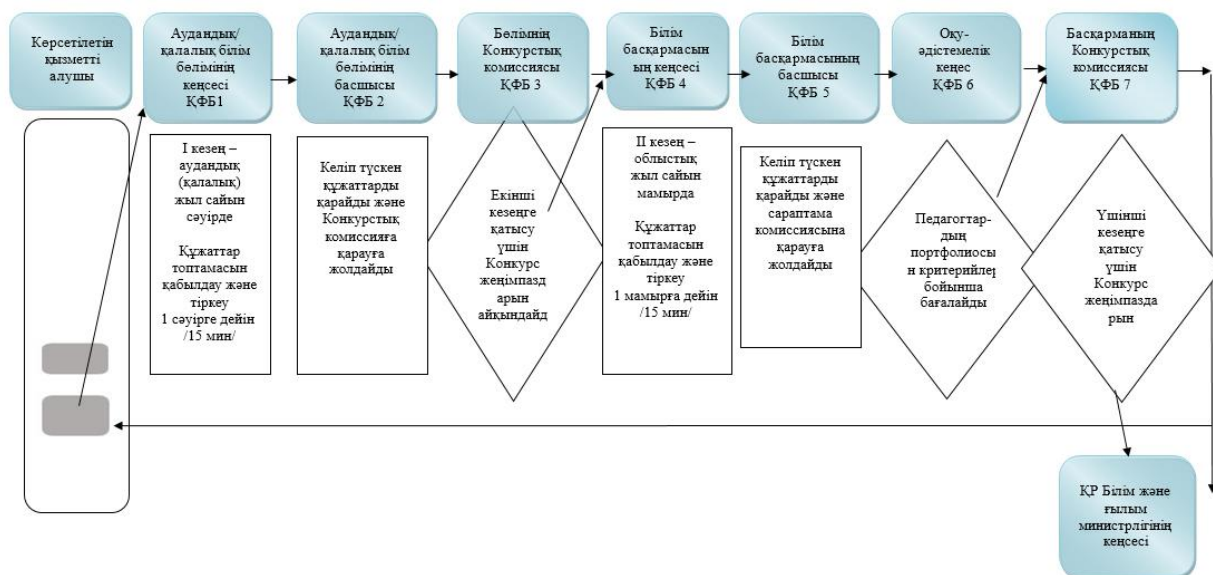 Көрсетілетін
қызметті
алушы
Аудандық/
қалалық білім
бөлімінің
кеңсесі
ҚФБ1
Аудандық/
қалалық білім
бөлімінің
басшысы
ҚФБ 2
Бөлімнің
Конкурстық
комиссиясы
ҚФБ 3
Білім
басқармасын
ың кеңсесі
ҚФБ 4
Білім
басқармасының
басшысы
ҚФБ 5
Оқу-
әдістемелік
кеңес
ҚФБ 6
Басқарманың
Конкурстық
комиссиясы
ҚФБ 7
I кезең –
аудандық
(қалалық)
жыл сайын
сәуірде
Құжаттар
топтамасын
қабылдау және
тіркеу
1 сәуірге дейін
/15 мин/
Келіп түскен
құжаттарды
қарайды және
Конкурстық
комиссияға
қарауға
жолдайды
Екінші
кезеңге
қатысу
үшін
Конкурс
жеңімпазд
арын
айқындайд
II кезең –
облыстық
жыл сайын
мамырда
Құжаттар
топтамасын
қабылдау және
тіркеу
1 мамырға дейін
/15 мин/
Келіп түскен
құжаттарды
қарайды және
сараптама
комиссиясына
қарауға
жолдайды
Педагогтар-
дың
портфолиосы
н критерийлер
бойынша
бағалайды
Үшінші
кезеңге
қатысу
үшін
Конкурс
жеңімпазда
рын
ҚР Білім және
ғылым
министрлігінің
кеңсесі